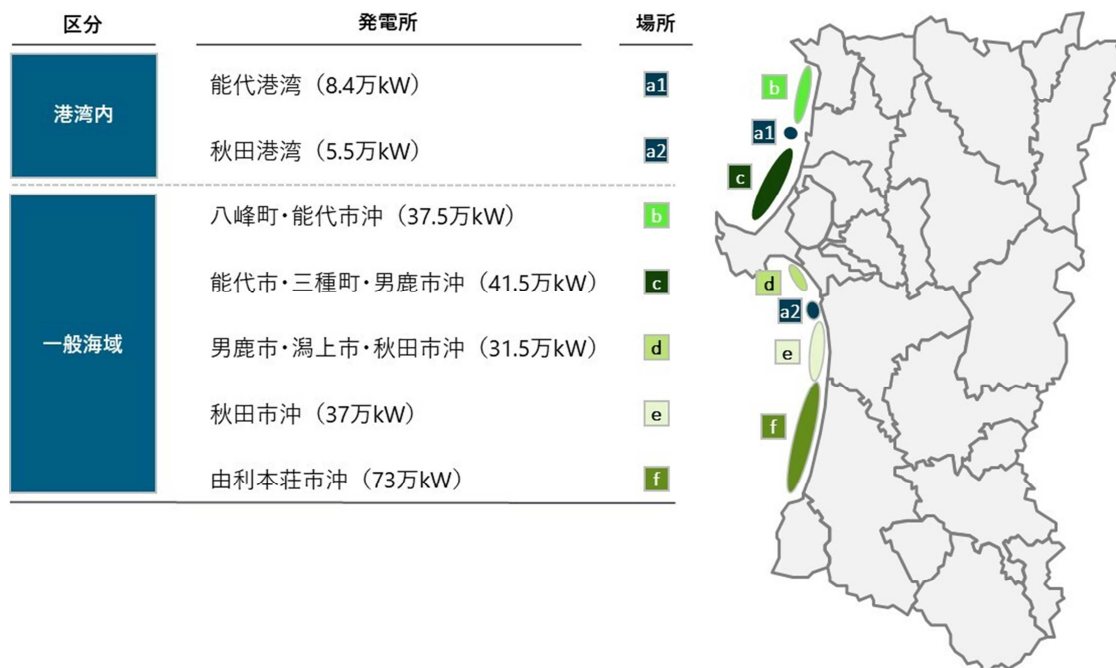 区分 発電所 場所
港湾内
能代港湾（8.4万kW） a1
秋田港湾（5.5万kW） a2
一般海域
八峰町・能代市沖（37.5万kW） b
能代市・三種町・男鹿市沖（41.5万kW） c
男鹿市・潟上市・秋田市沖（31.5万kW） d
秋田市沖（37万kW） e
由利本荘市沖（73万kW） f
b
a1
c
d
a2
e
f